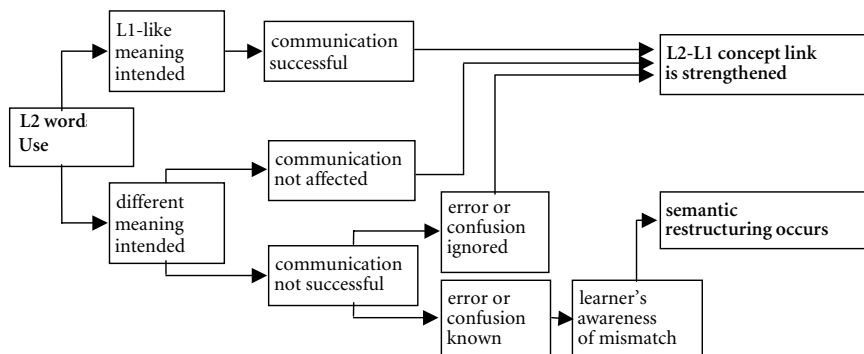 L1-like
meaning
intended
communication
successful
L2-L1 concept link
is strengthened
L2 word
Use
communication
not affected
different
meaning
intended
error or
confusion
ignored
semantic
restructuring occurs
communication
not successful
error or
confusion
known
learner's
awareness
of mismatch